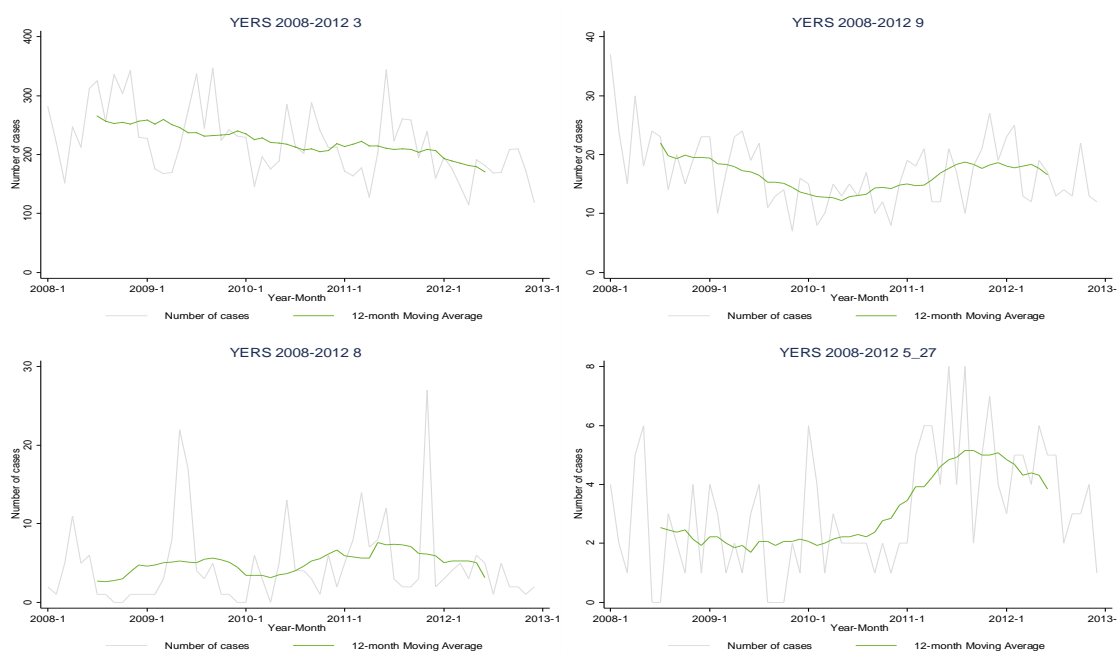 YERS 2008-2012 3
Number of cases
0 100 200 300 400
2008-1 2009-1 2010-1 2011-1 2012-1 2013-1
Year-Month
Number of cases 12-month Moving Average
YERS 2008-2012 9
Number of cases
0 10 20 30 40
2008-1 2009-1 2010-1 2011-1 2012-1 2013-
Year-Month
Number of cases 12-month Moving Average
YERS 2008-2012 8
Number of cases
0 10 20 30
2008-1 2009-1 2010-1 2011-1 2012-1 2013-1
Year-Month
Number of cases 12-month Moving Average
YERS 2008-2012 5_27
Number of cases
0 2 4 6 8
2008-1 2009-1 2010-1 2011-1 2012-1 2013-
Year-Month
Number of cases 12-month Moving Average